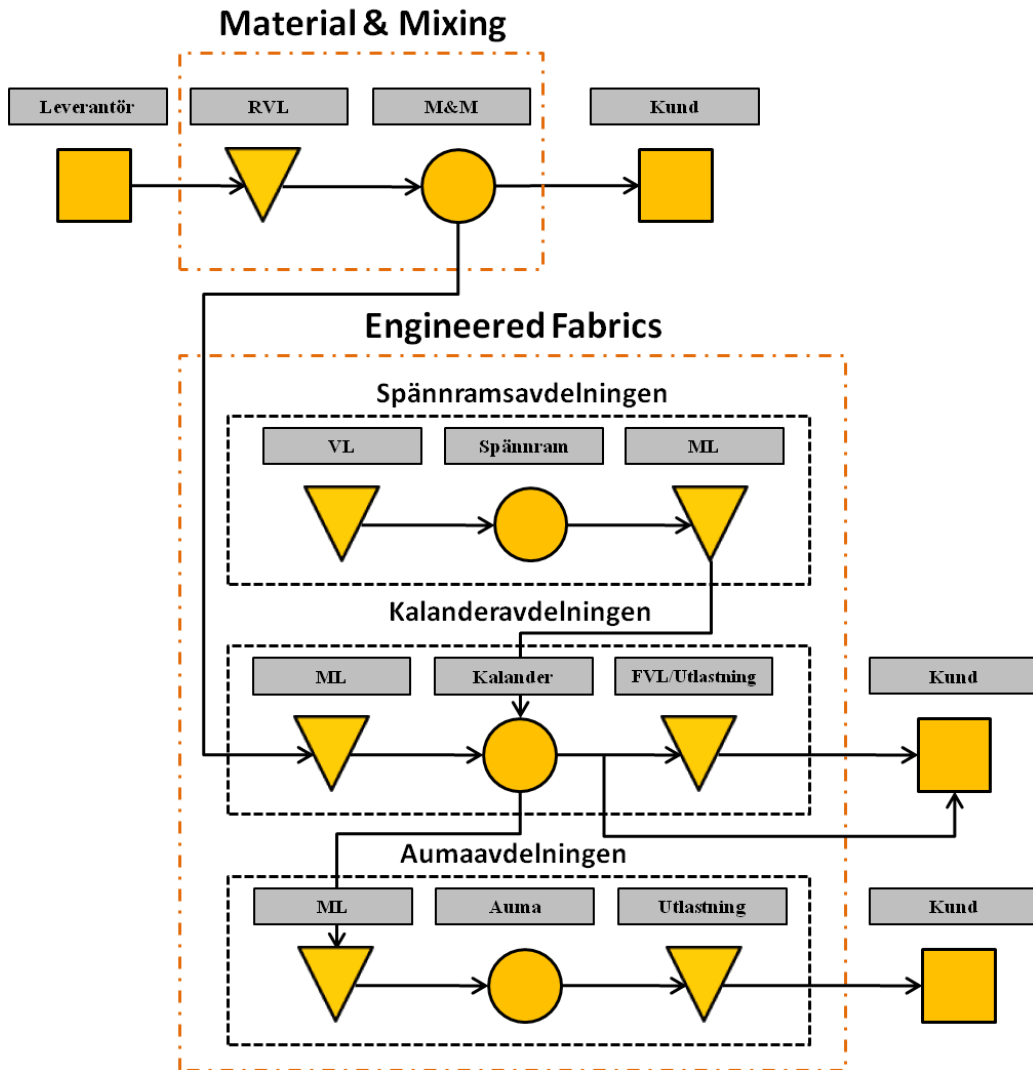 Material & Mixing
Leverantör
RVL
M&M
Kund
Engineered Fabrics
Spännramsavdelningen
VL
Spännram
ML
Kalanderavdelningen
ML
Kalander
FVL/Utlastning
Kund
Aumaavdelningen
ML
Auma
Utlastning
Kund